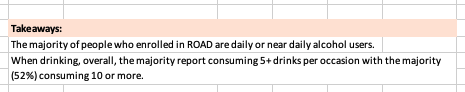 Takeaways:
The majority of people who enrolled in ROAD are daily or near daily alcohol users.
When drinking, overall, the majority report consuming 5+ drinks per occasion with the majority
(52%) consuming 10 or more.